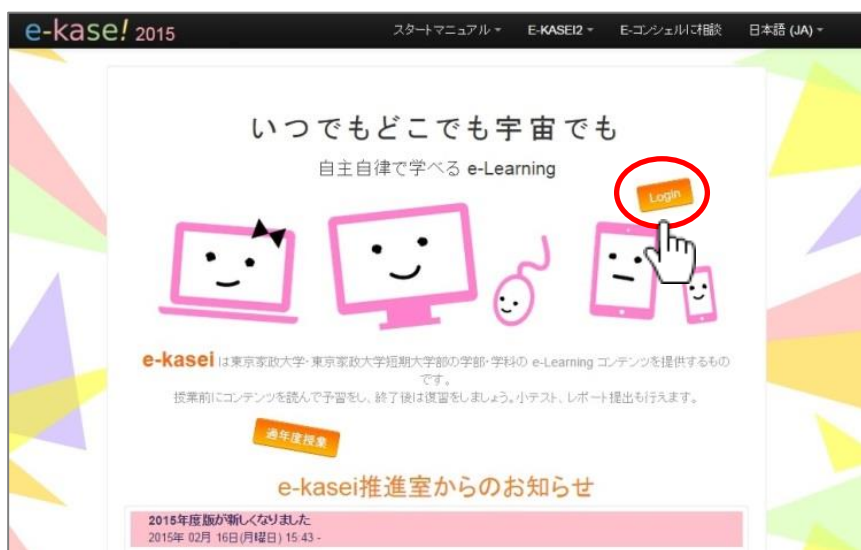 e-kase! 2015
スタートマニュアル E-KASEI2 E-コンシェルに相談 日本語 (JA)
いつでもどこでも宇宙でも
自主自律で学べる e-Learning
Login
e-kasei は東京家政大学・東京家政大学短期大学部の学部・学科の e-Learning コンテンツを提供するもの
です。
授業前にコンテンツを読んで予習をし、終了後は復習をしましょう。小テスト、レポート提出も行えます。
過年度授業
e-kasei推進室からのお知らせ
2015年度版が新しくなりました
2015年 02月 16日(月曜日) 15:43 -